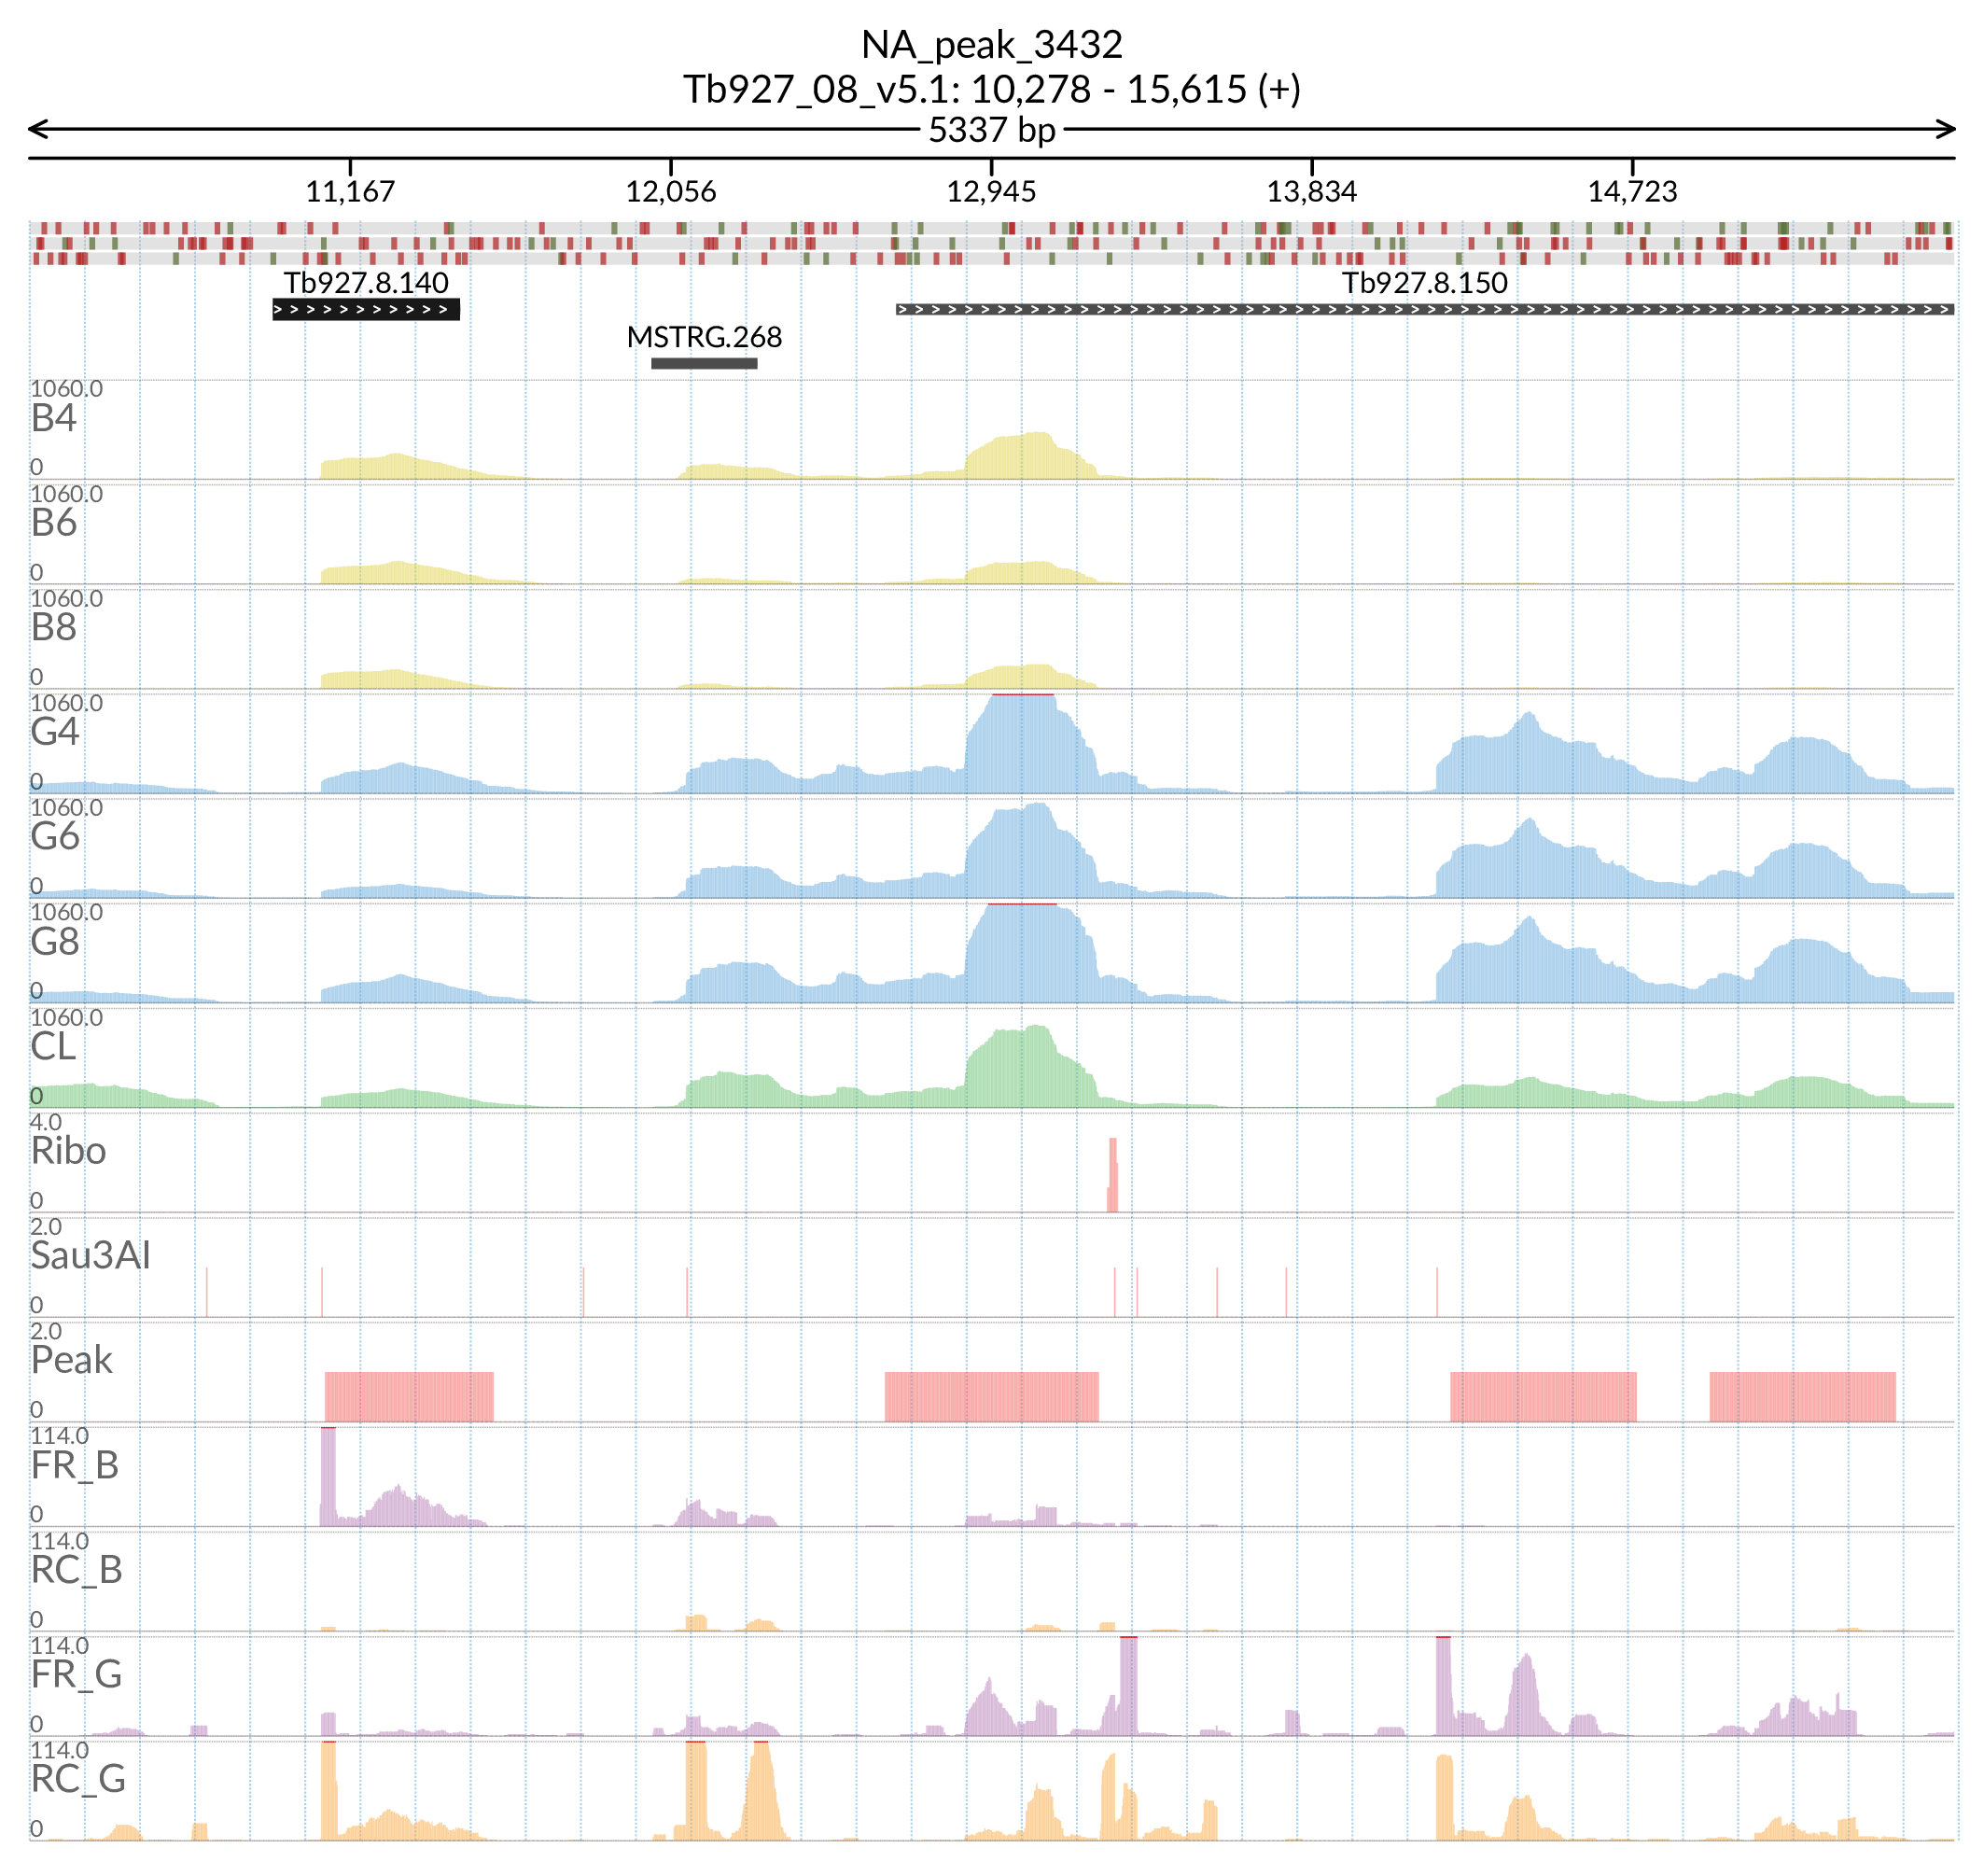 NA_peak_3432
Tb927_08_v5.1: 10,278 - 15,615 (+)
5337 bp
11,167 12,056 12,945 13,834 14,723
Tb927.8.140 Tb927.8.150
MSTRG.268
1060.0
B4
0
1060.0
B6
0
1060.0
B8
0
1060.0
G4
0
1060.0
G6
0
1060.0
G8
0
1060.0
CL
0
4.0
Ribo
0
2.0
Sau3AI
0
2.0
Peak
0
114.0
FR_B
0
114.0
RC_B
0
114.0
FR_G
0
114.0
RC_G
0